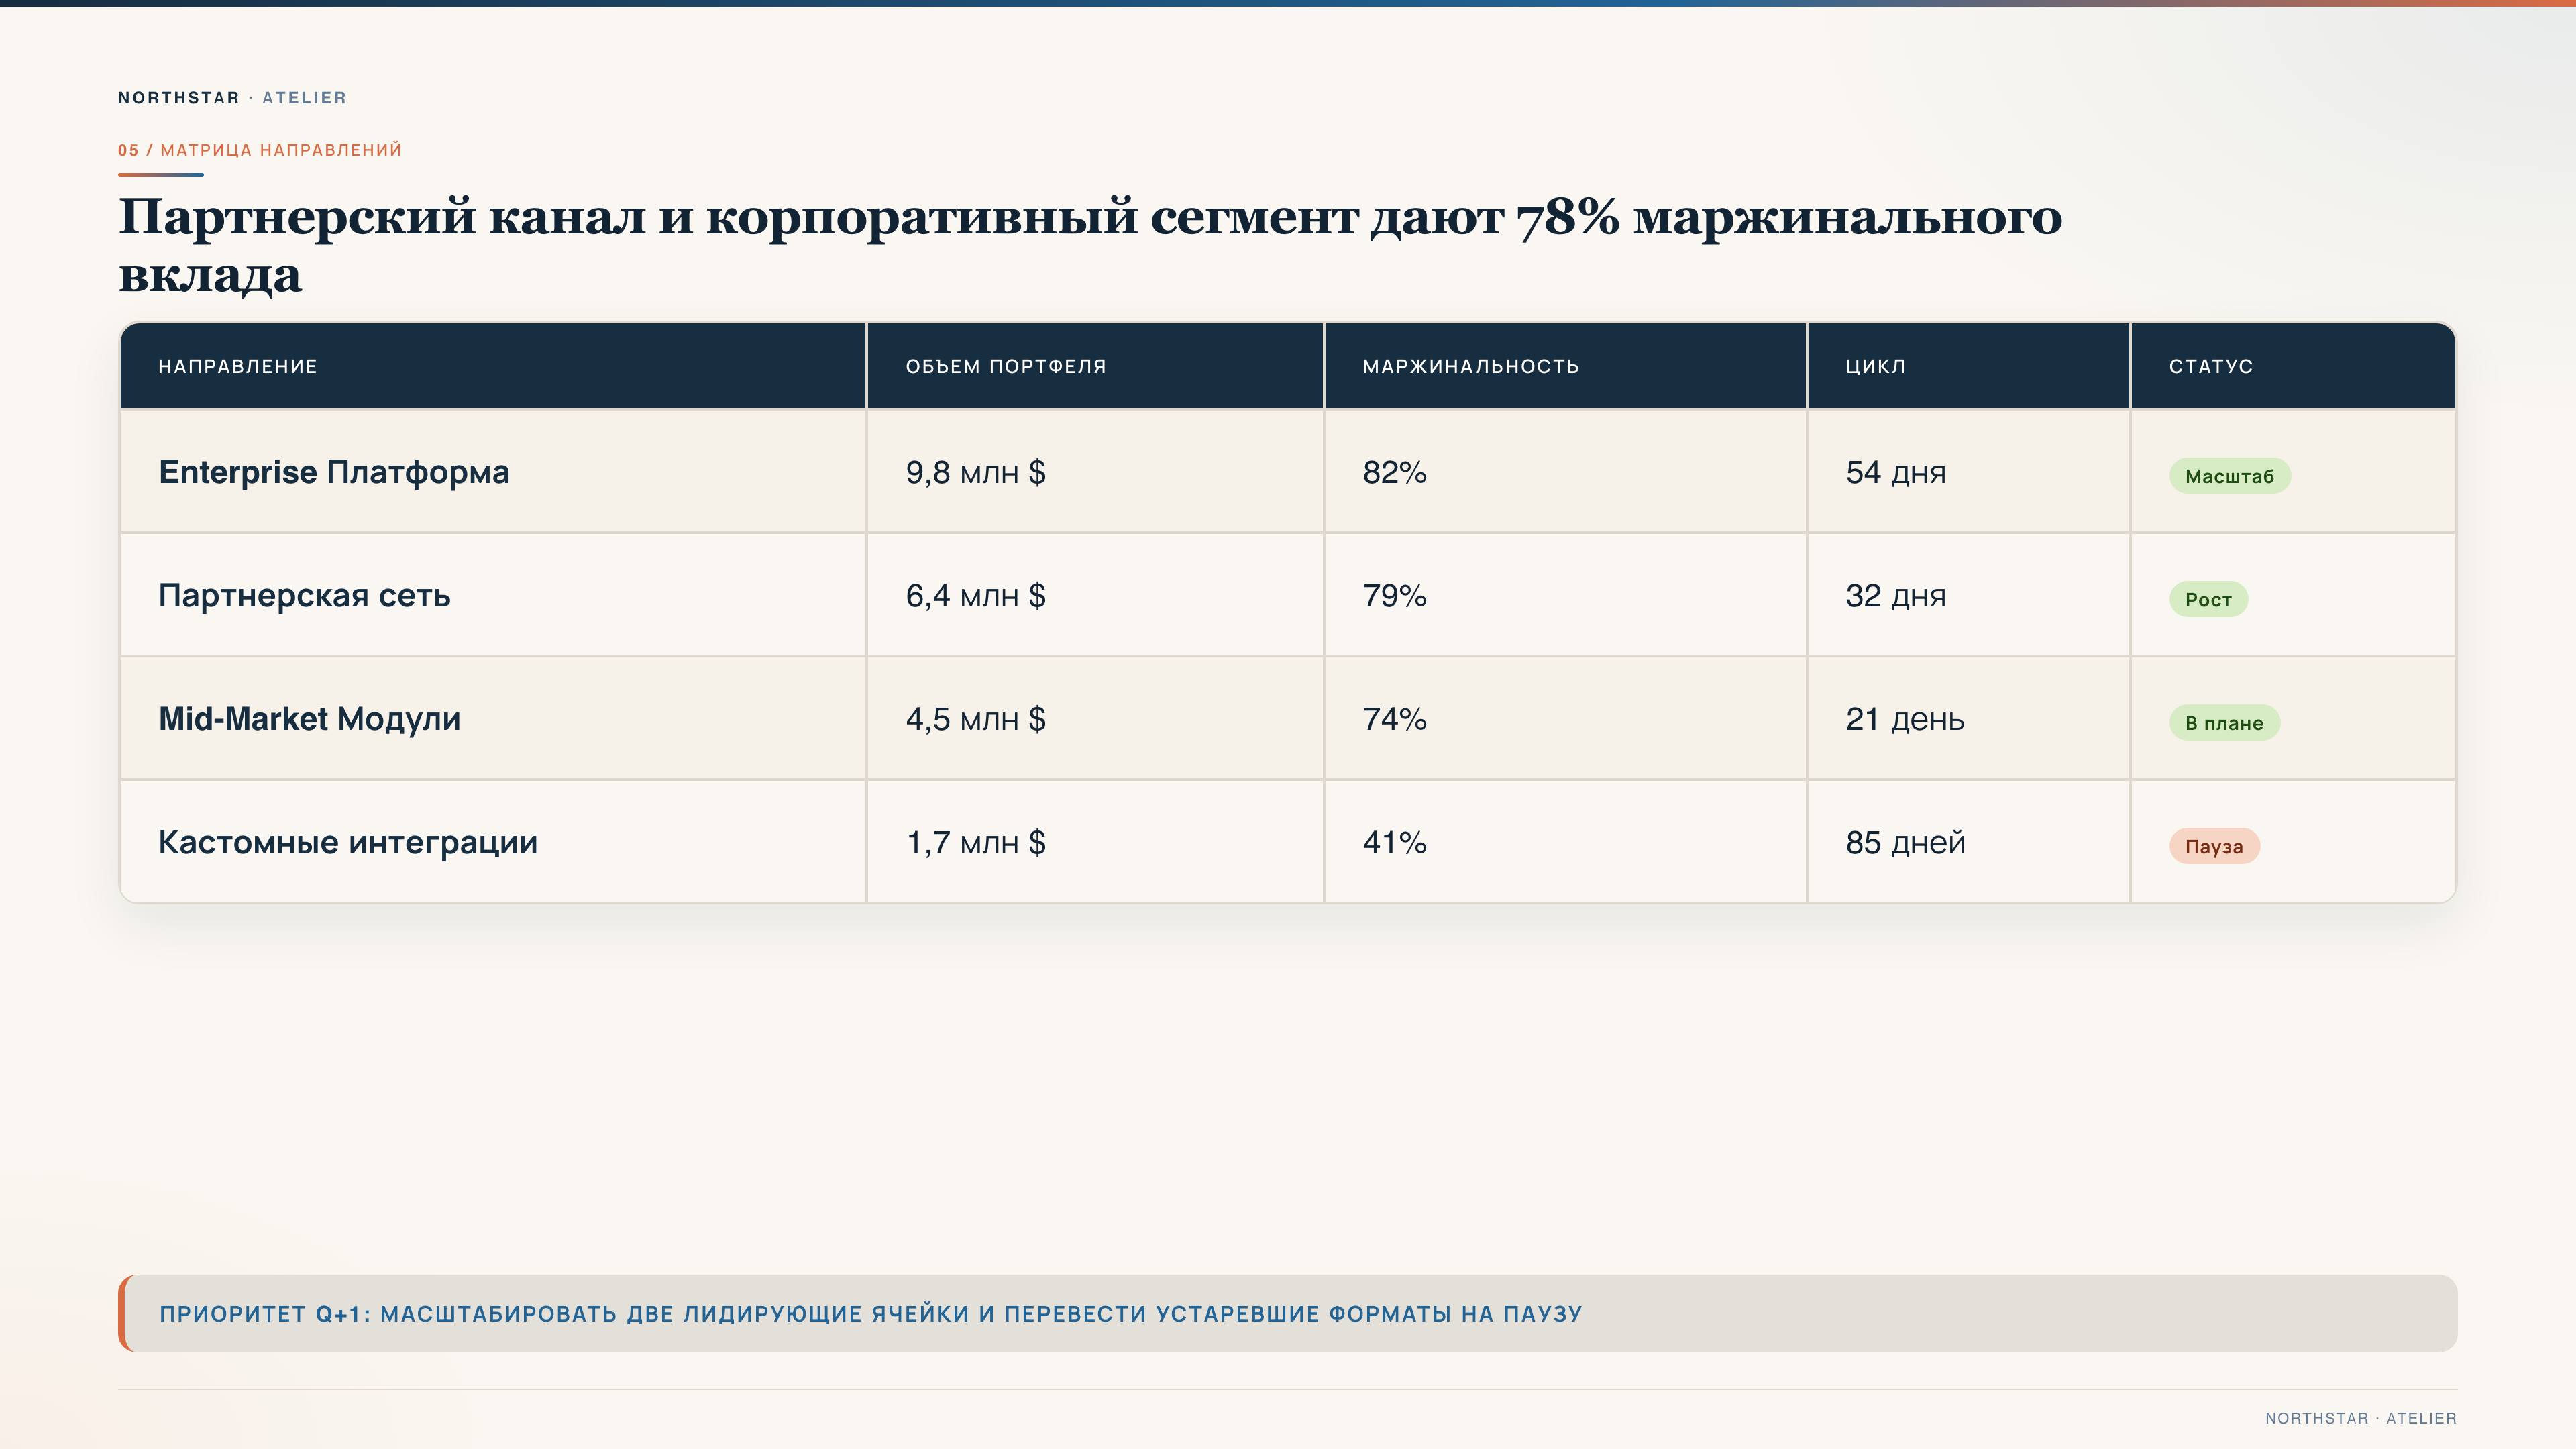 NORTHSTAR · ATELIER
05 / МАТРИЦА НАПРАВЛЕНИЙ
Партнерский канал и корпоративный сегмент дают 78% маржинального
вклада
НАПРАВЛЕНИЕ ОБЪЕМ ПОРТФЕЛЯ МАРЖИНАЛЬНОСТЬ ЦИКЛ СТАТУС
Enterprise Платформа 9,8 млн $ 82% 54 дня Масштаб
Партнерская сеть 6,4 млн $ 79% 32 дня Рост
Mid-Market Модули 4,5 млн $ 74% 21 день В плане
Кастомные интеграции 1,7 млн $ 41% 85 дней Пауза
ПРИОРИТЕТ Q+1: МАСШТАБИРОВАТЬ ДВЕ ЛИДИРУЮЩИЕ ЯЧЕЙКИ И ПЕРЕВЕСТИ УСТАРЕВШИЕ ФОРМАТЫ НА ПАУЗУ
NORTHSTAR · ATELIER